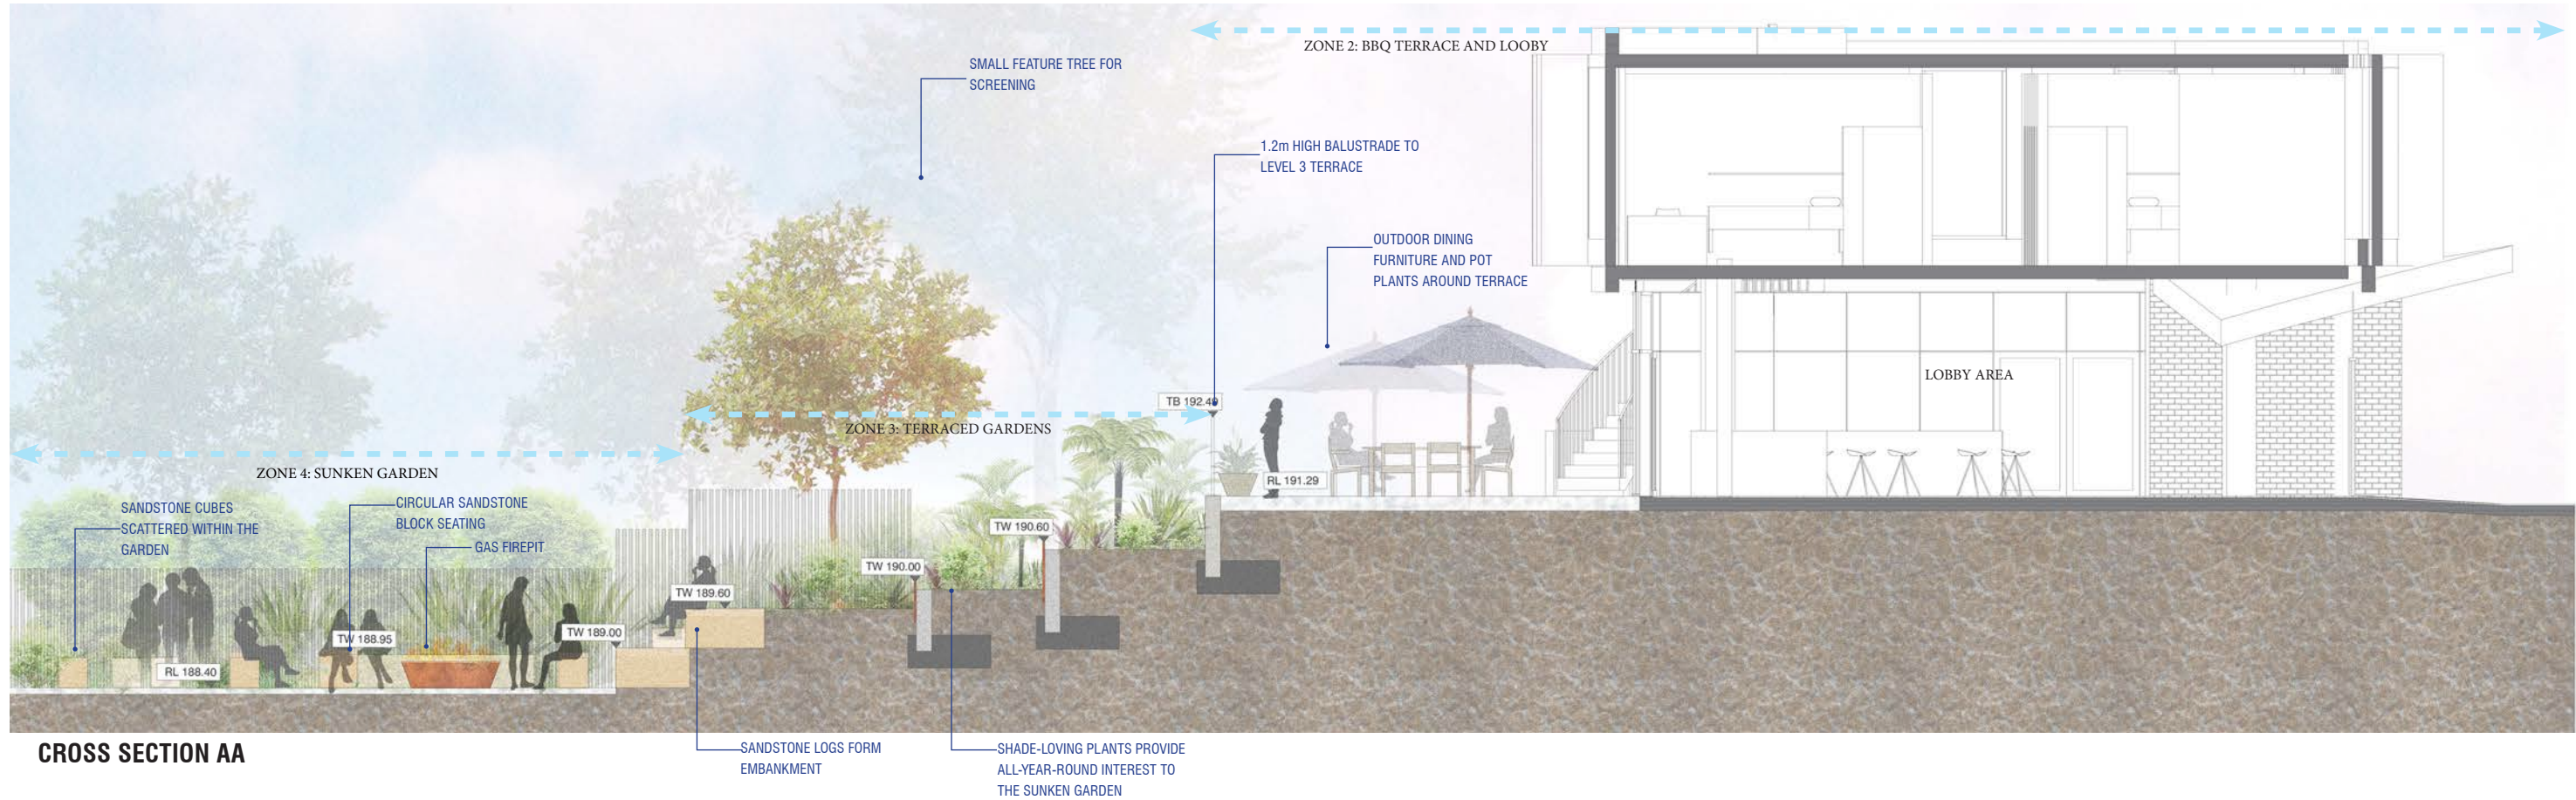 ZONE 2: BBQ TERRACE AND LOOBY
SMALL FEATURE TREE FOR
SCREENING
1.2m HIGH BALUSTRADE TO
LEVEL 3 TERRACE
OUTDOOR DINING
FURNITURE AND POT
PLANTS AROUND TERRACE
LOBBY AREA
TB 192.49
ZONE 3: TERRACED GARDENS
ZONE 4: SUNKEN GARDEN
RL 191.29
SANDSTONE CUBES
SCATTERED WITHIN THE
GARDEN
CIRCULAR SANDSTONE
BLOCK SEATING
GAS FIREPIT
TW 190.60
TW 190.00
TW 189.60
TW 189.00
TW 188.95
RL 188.40
SANDSTONE LOGS FORM
EMBANKMENT
SHADE-LOVING PLANTS PROVIDE
ALL-YEAR-ROUND INTEREST TO
THE SUNKEN GARDEN
CROSS SECTION AA